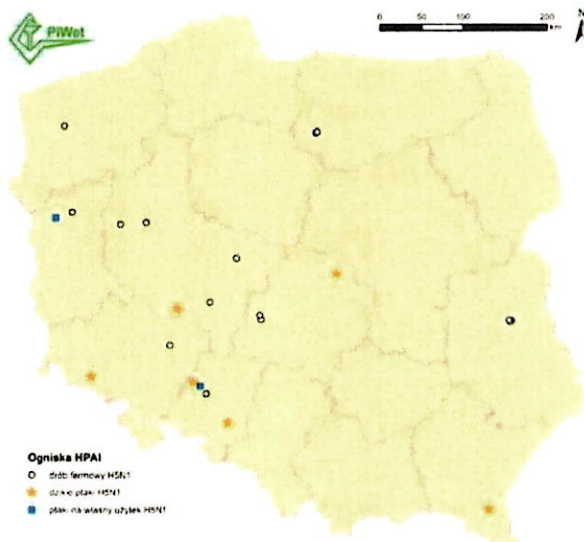 PIWet
0 50 100 200
km
N
Ogniska HPAI
drób fermowy H5N1
dzikie ptaki H5N1
ptaki na własny użytek H5N1